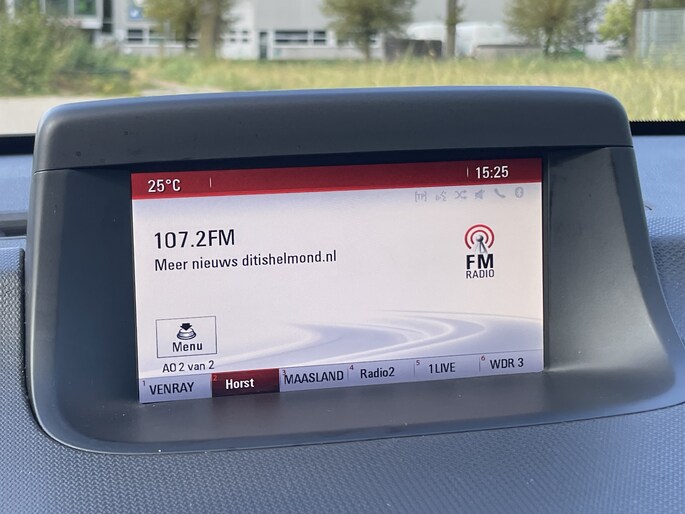 25°C
15:25
[TP]
107.2FM
Meer nieuws ditishelmond.nl
FM
RADIO
Menu
AO 2 van 2
1 VENRAY
2 Horst
3 MAASLAND
4 Radio2
5 1LIVE
6 WDR 3